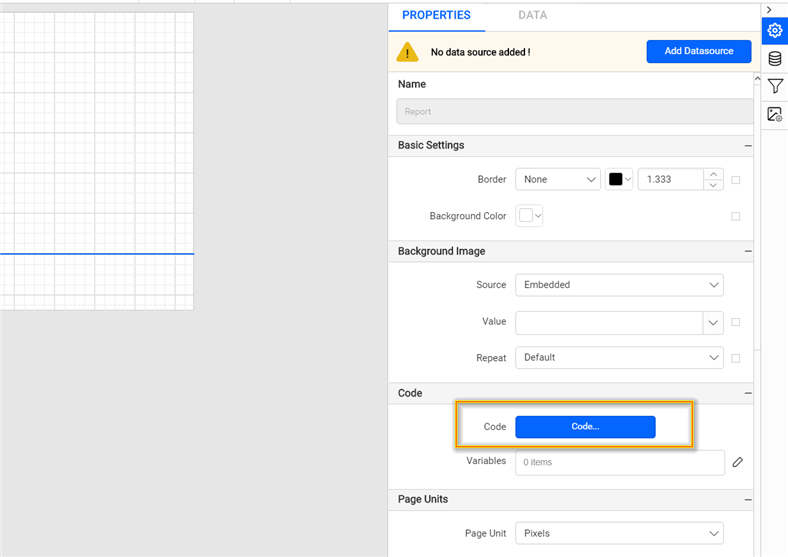 PROPERTIES DATA
No data source added ! Add Datasource
Name
Report
Basic Settings
Border None 1.333
Background Color
Background Image
Source Embedded
Value
Repeat Default
Code
Code Code...
Variables 0 items
Page Units
Page Unit Pixels